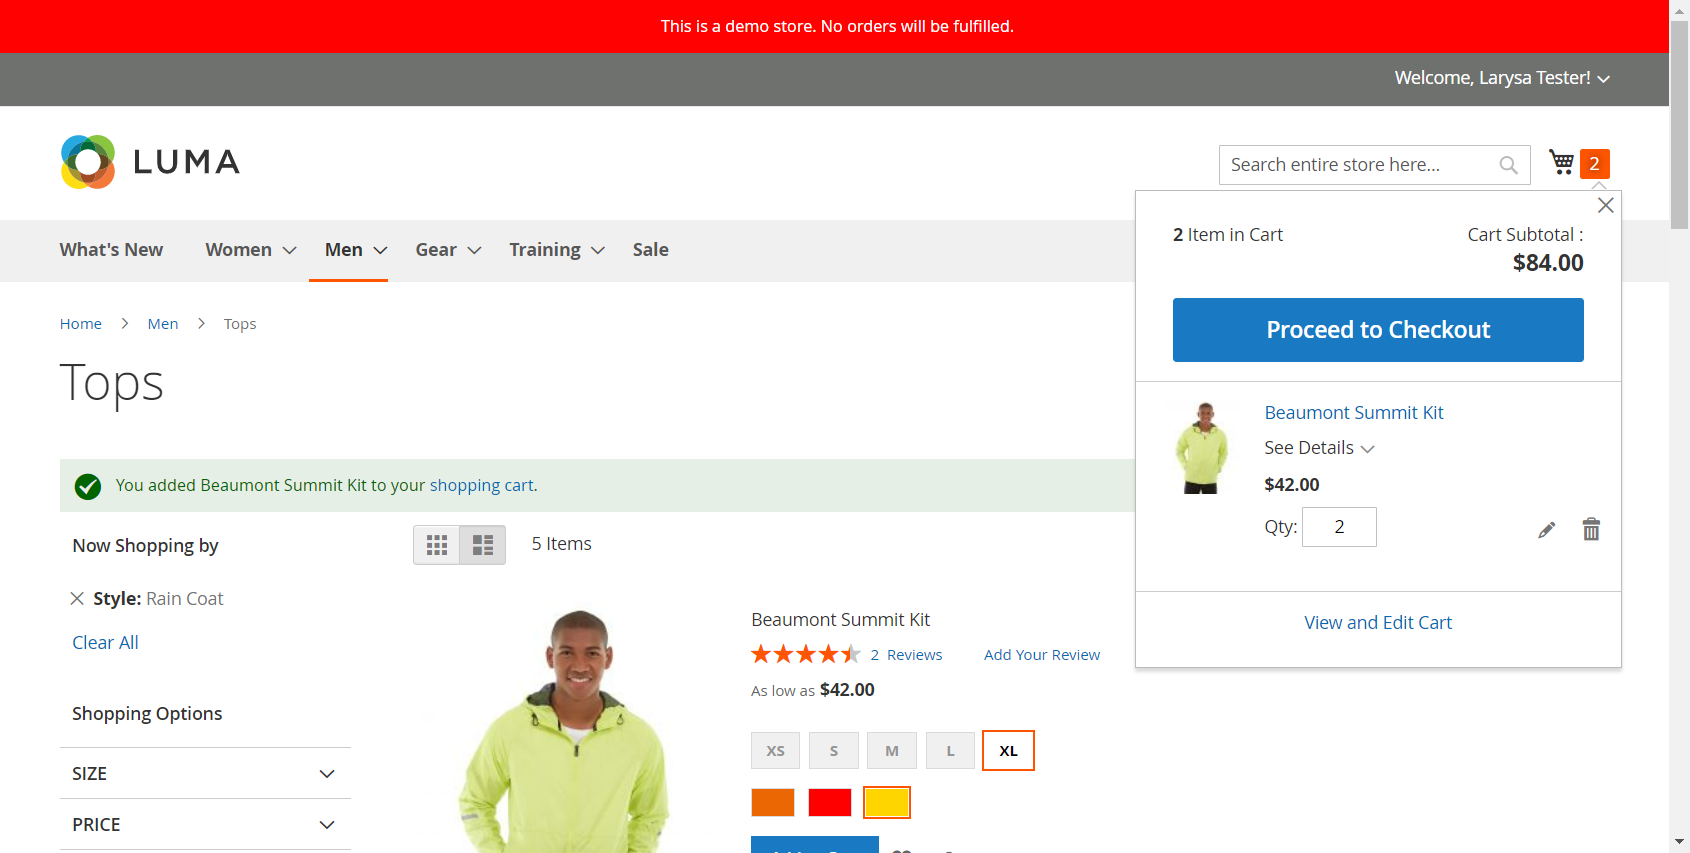 This is a demo store. No orders will be fulfilled.
Welcome, Larysa Tester!
LUMA
Search entire store here...
2
What's New
Women
Men
Gear
Training
Sale
2 Item in Cart
Cart Subtotal :
$84.00
Proceed to Checkout
Beaumont Summit Kit
See Details
$42.00
Qty: 2
View and Edit Cart
Home
Men
Tops
Tops
You added Beaumont Summit Kit to your shopping cart.
Now Shopping by
Style: Rain Coat
Clear All
Shopping Options
SIZE
PRICE
5 Items
Beaumont Summit Kit
2 Reviews
Add Your Review
As low as $42.00
XS
S
M
L
XL